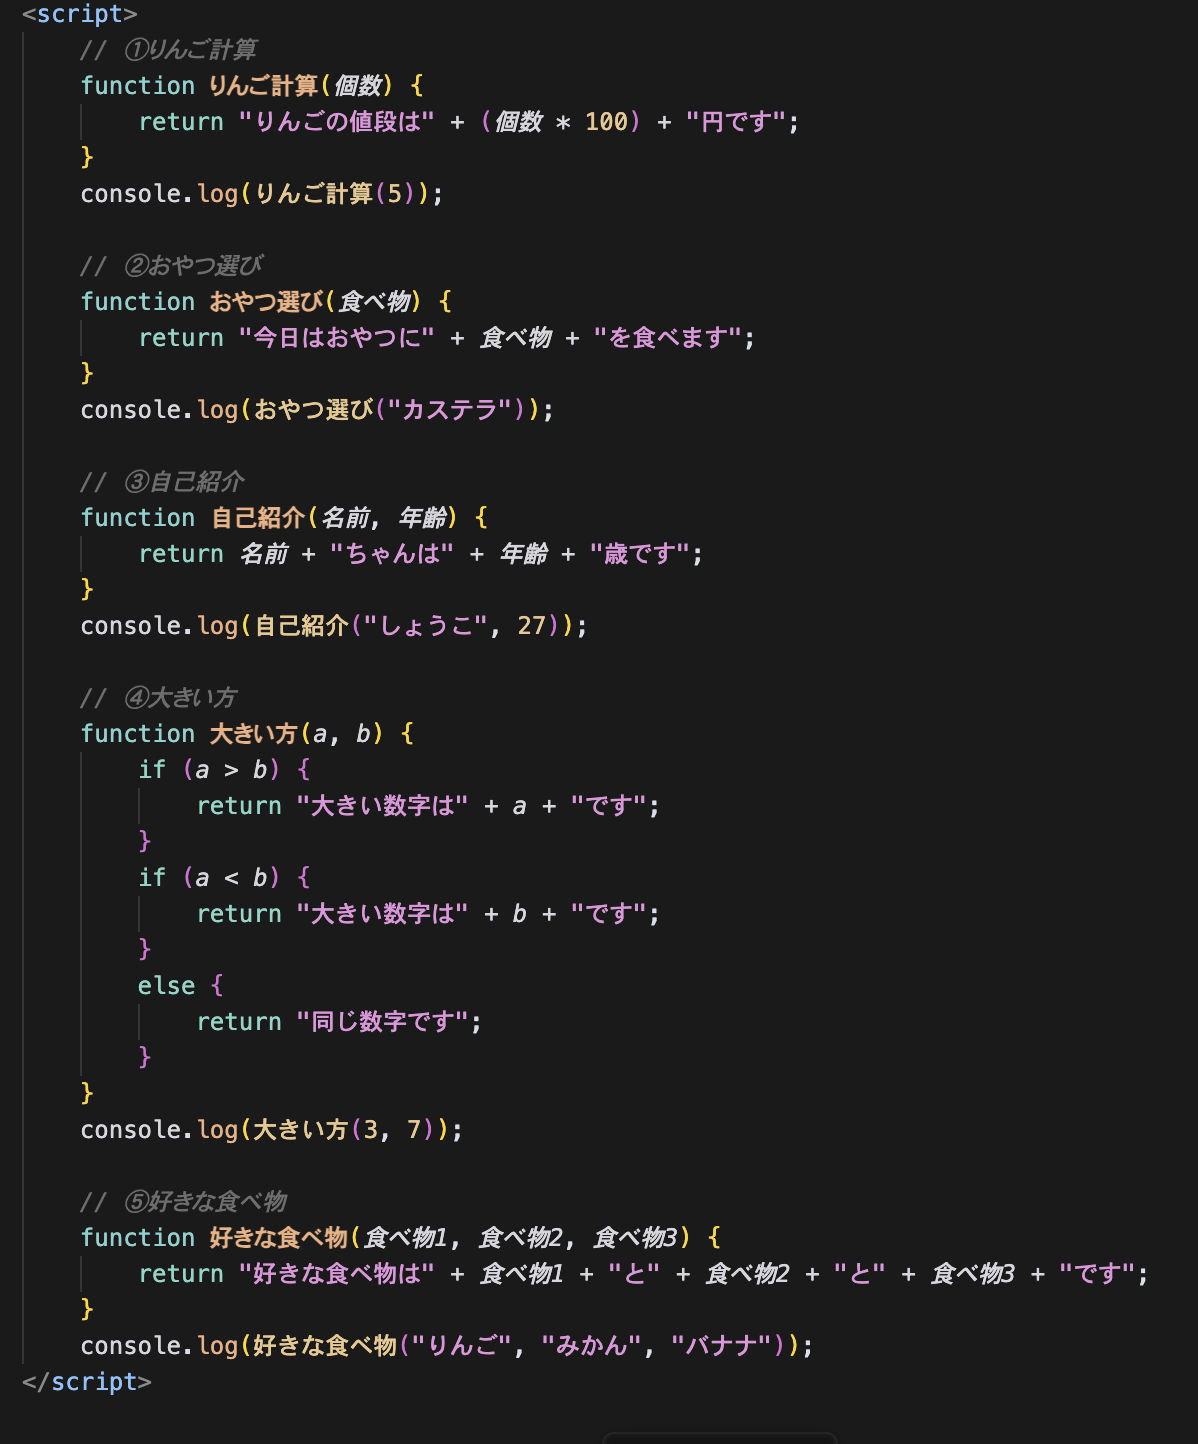 <script>
// ①りんご計算
function りんご計算(個数) {
return "りんごの値段は" + (個数 * 100) + "円です";
}
console.log(りんご計算(5));
// ②おやつ選び
function おやつ選び(食べ物) {
return "今日はおやつに" + 食べ物 + "を食べます";
}
console.log(おやつ選び("カステラ"));
// ③自己紹介
function 自己紹介(名前, 年齢) {
return 名前 + "ちゃんは" + 年齢 + "歳です";
}
console.log(自己紹介("しょうこ", 27));
// ④大きい方
function 大きい方(a, b) {
if (a > b) {
return "大きい数字は" + a + "です";
}
if (a < b) {
return "大きい数字は" + b + "です";
}
else {
return "同じ数字です";
}
}
console.log(大きい方(3, 7));
// ⑤好きな食べ物
function 好きな食べ物(食べ物1, 食べ物2, 食べ物3) {
return "好きな食べ物は" + 食べ物1 + "と" + 食べ物2 + "と" + 食べ物3 + "です";
}
console.log(好きな食べ物("りんご", "みかん", "バナナ"));
</script>